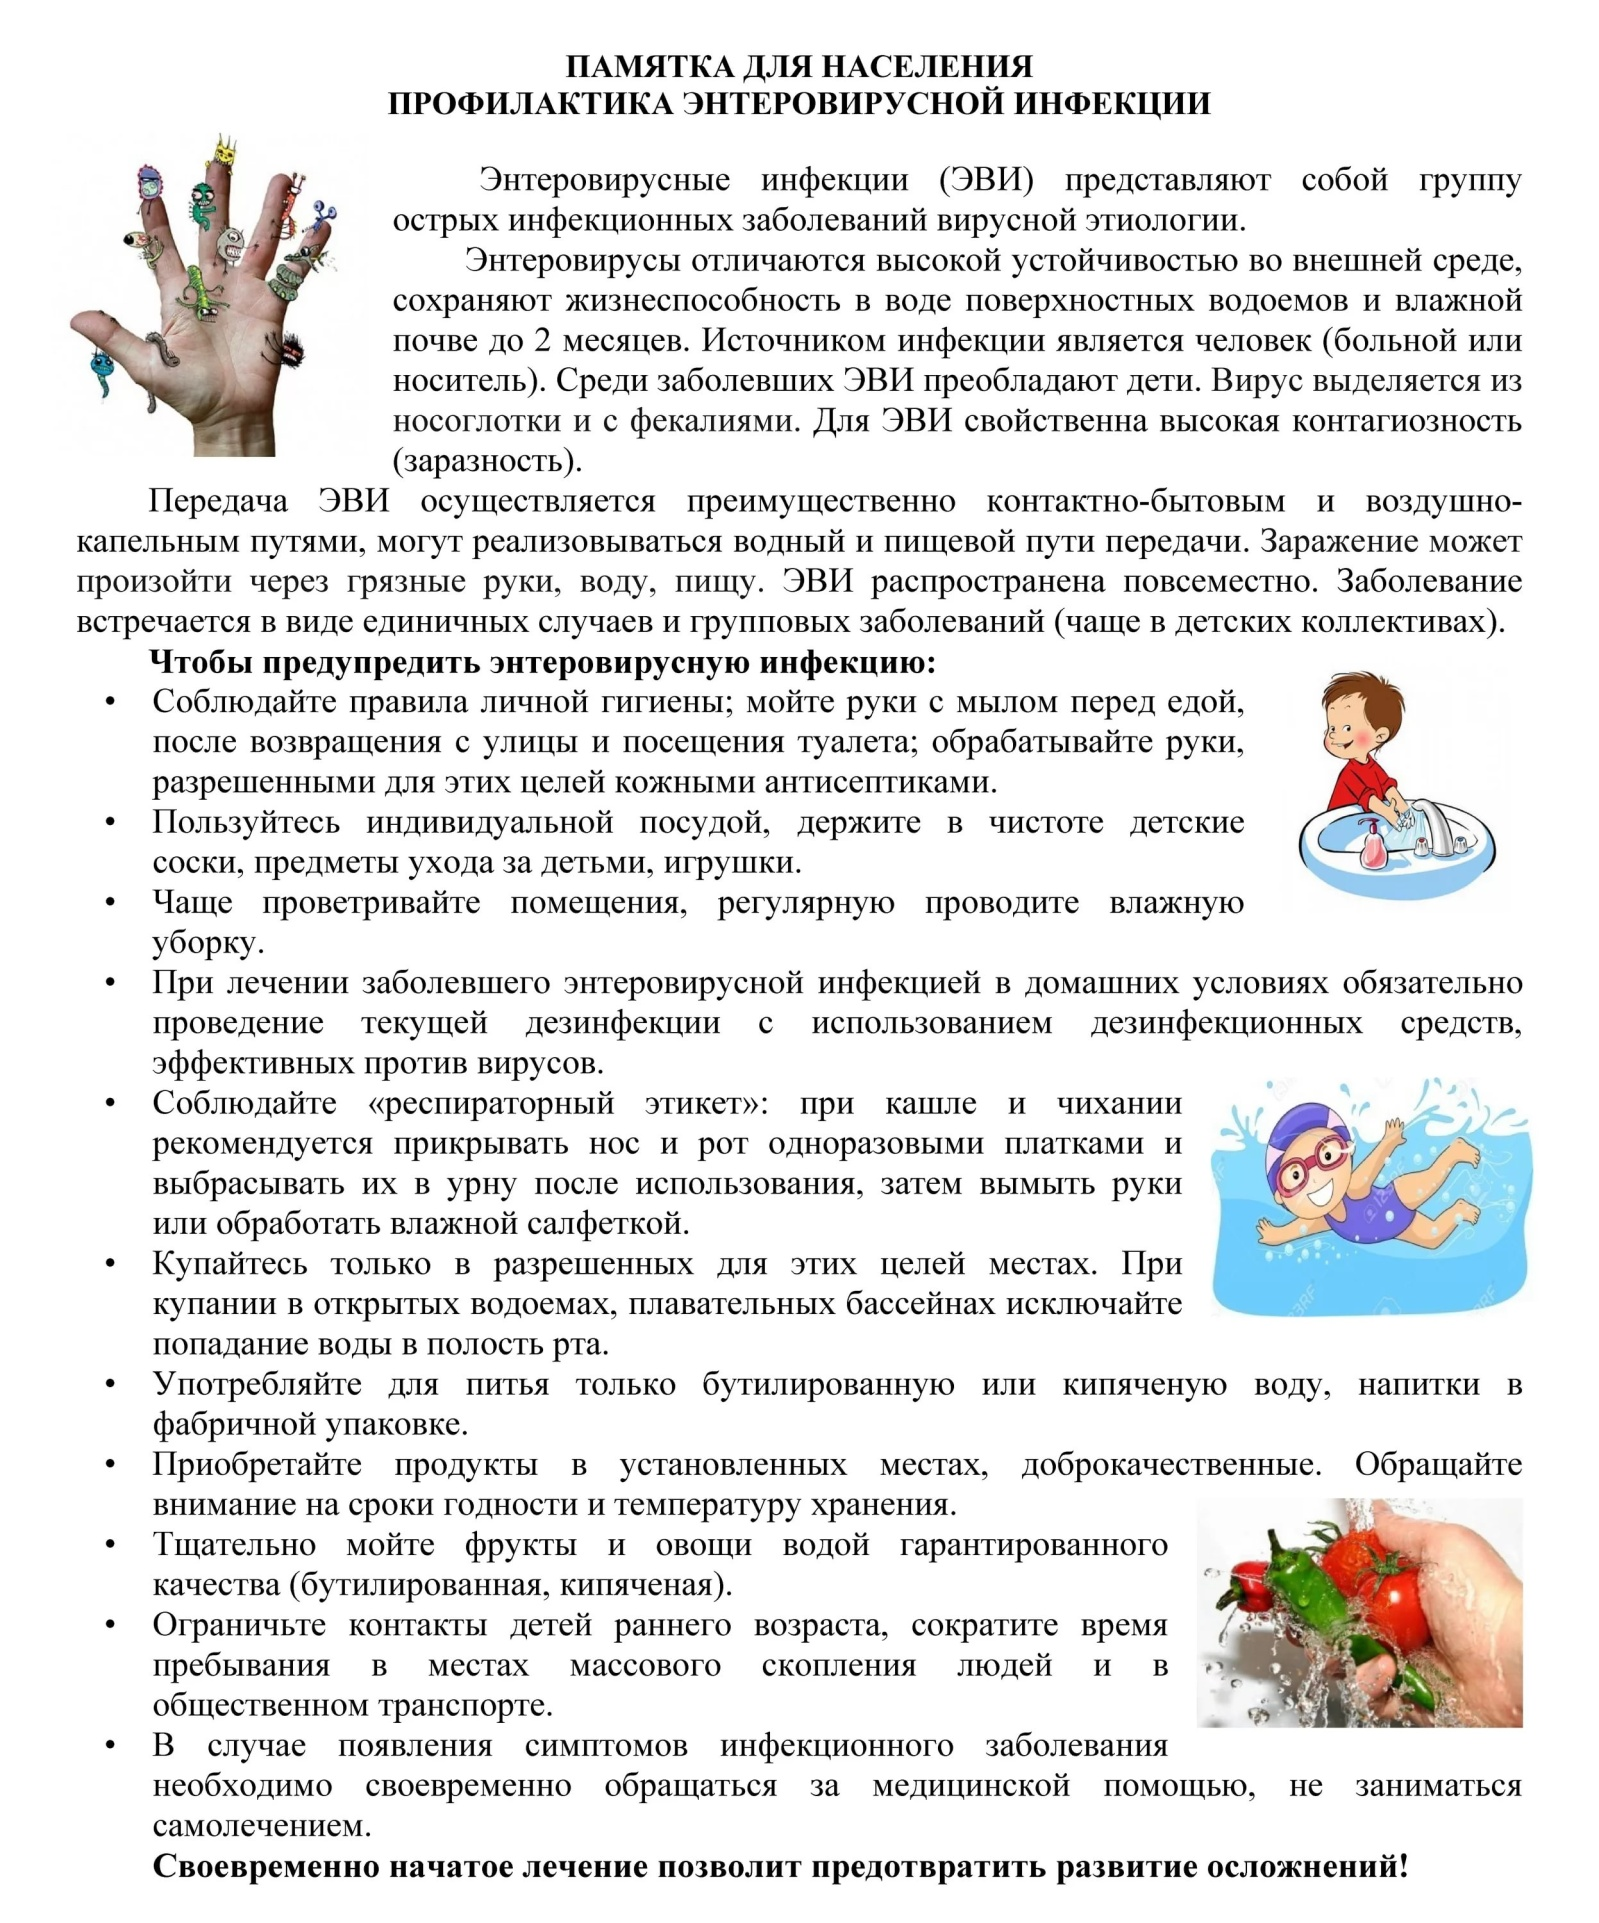 ПАМЯТКА ДЛЯ НАСЕЛЕНИЯ
ПРОФИЛАКТИКА ЭНТЕРОВИРУСНОЙ ИНФЕКЦИИ
Энтеровирусные инфекции (ЭВИ) представляют собой группу
острых инфекционных заболеваний вирусной этиологии.
Энтеровирусы отличаются высокой устойчивостью во внешней среде,
сохраняют жизнеспособность в воде поверхностных водоемов и влажной
почве до 2 месяцев. Источником инфекции является человек (больной или
носитель). Среди заболевших ЭВИ преобладают дети. Вирус выделяется из
носоглотки и с фекалиями. Для ЭВИ свойственна высокая контагиозность
(заразность).
Передача ЭВИ осуществляется преимущественно контактно-бытовым и воздушно-
капельным путями, могут реализовываться водный и пищевой пути передачи. Заражение может
произойти через грязные руки, воду, пищу. ЭВИ распространена повсеместно. Заболевание
встречается в виде единичных случаев и групповых заболеваний (чаще в детских коллективах).
Чтобы предупредить энтеровирусную инфекцию:
• Соблюдайте правила личной гигиены; мойте руки с мылом перед едой,
после возвращения с улицы и посещения туалета; обрабатывайте руки,
разрешенными для этих целей кожными антисептиками.
• Пользуйтесь индивидуальной посудой, держите в чистоте детские
соски, предметы ухода за детьми, игрушки.
• Чаще проветривайте помещения, регулярную проводите влажную
уборку.
• При лечении заболевшего энтеровирусной инфекцией в домашних условиях обязательно
проведение текущей дезинфекции с использованием дезинфекционных средств,
эффективных против вирусов.
• Соблюдайте «респираторный этикет»: при кашле и чихании
рекомендуется прикрывать нос и рот одноразовыми платками и
выбрасывать их в урну после использования, затем вымыть руки
или обработать влажной салфеткой.
• Купайтесь только в разрешенных для этих целей местах. При
купании в открытых водоемах, плавательных бассейнах исключайте
попадание воды в полость рта.
• Употребляйте для питья только бутилированную или кипяченую воду, напитки в
фабричной упаковке.
• Приобретайте продукты в установленных местах, доброкачественные. Обращайте
внимание на сроки годности и температуру хранения.
• Тщательно мойте фрукты и овощи водой гарантированного
качества (бутилированная, кипяченая).
• Ограничьте контакты детей раннего возраста, сократите время
пребывания в местах массового скопления людей и в
общественном транспорте.
• В случае появления симптомов инфекционного заболевания
необходимо своевременно обращаться за медицинской помощью, не заниматься
самолечением.
Своевременно начатое лечение позволит предотвратить развитие осложнений!